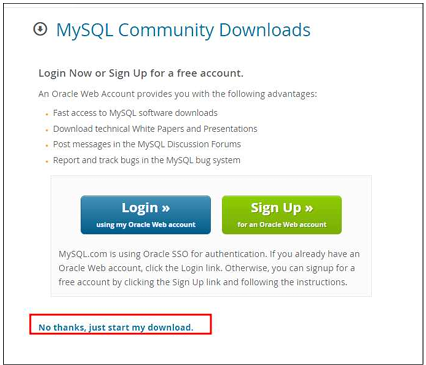 MySQL Community Downloads
Login Now or Sign Up for a free account.
An Oracle Web Account provides you with the following advantages:
Fast access to MySQL software downloads
Download technical White Papers and Presentations
Post messages in the MySQL Discussion Forums
Report and track bugs in the MySQL bug system
Login »
using my Oracle Web account
Sign Up »
for an Oracle Web account
MySQL.com is using Oracle SSO for authentication. If you already have an
Oracle Web account, click the Login link. Otherwise, you can signup for a
free account by clicking the Sign Up link and following the instructions.
No thanks, just start my download.